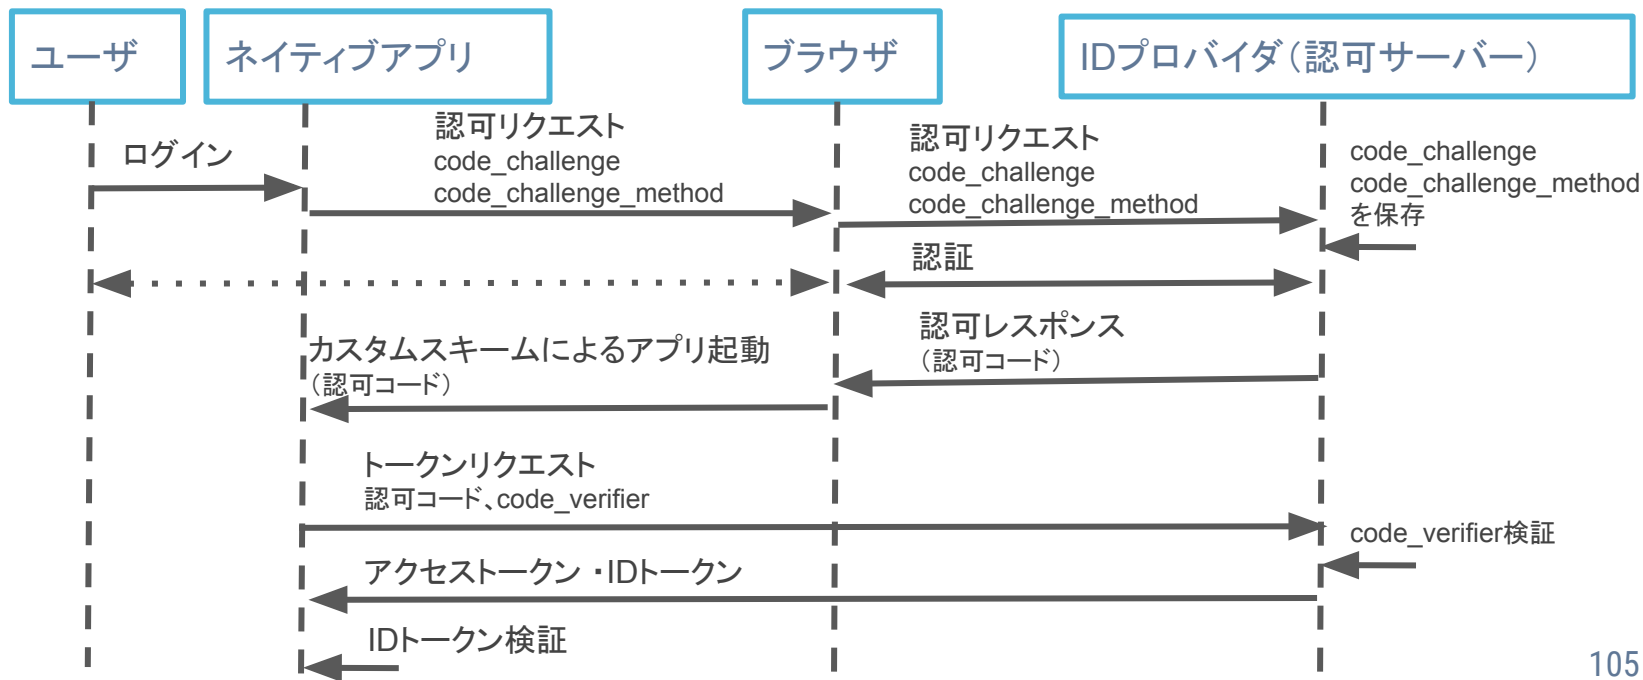 ユーザ
ネイティブアプリ
ブラウザ
IDプロバイダ（認可サーバー）
ログイン
認可リクエスト
code_challenge
code_challenge_method
認可リクエスト
code_challenge
code_challenge_method
code_challenge
code_challenge_method
を保存
認証
認可レスポンス
（認可コード）
カスタムスキームによるアプリ起動
（認可コード）
トークンリクエスト
認可コード、code_verifier
code_verifier検証
アクセストークン・IDトークン
IDトークン検証
105